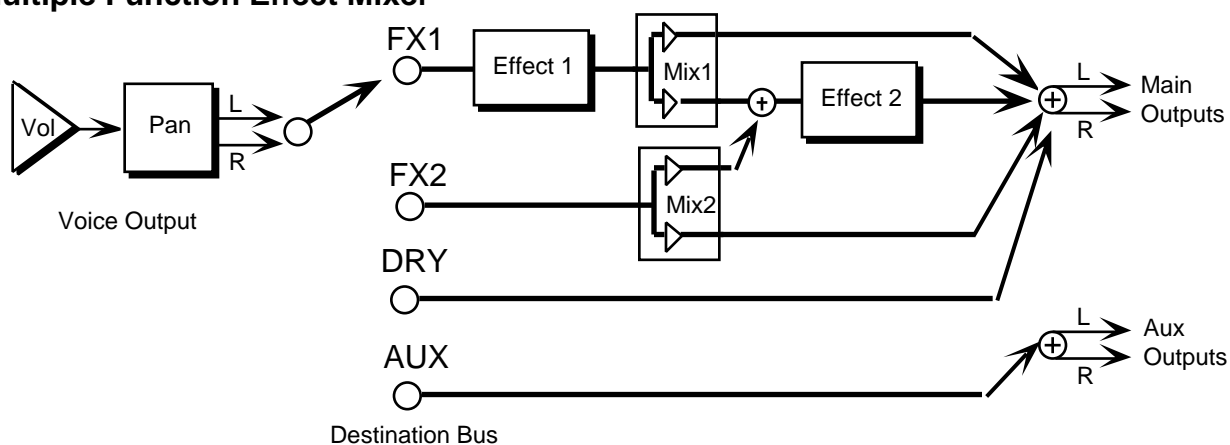 Multiple Function Effect Mixer
FX1
Effect 1
Mix1
Effect 2
L
Main
Outputs
R
Vol
Pan
L
R
FX2
Mix2
Voice Output
DRY
L
Aux
Outputs
R
AUX
Destination Bus